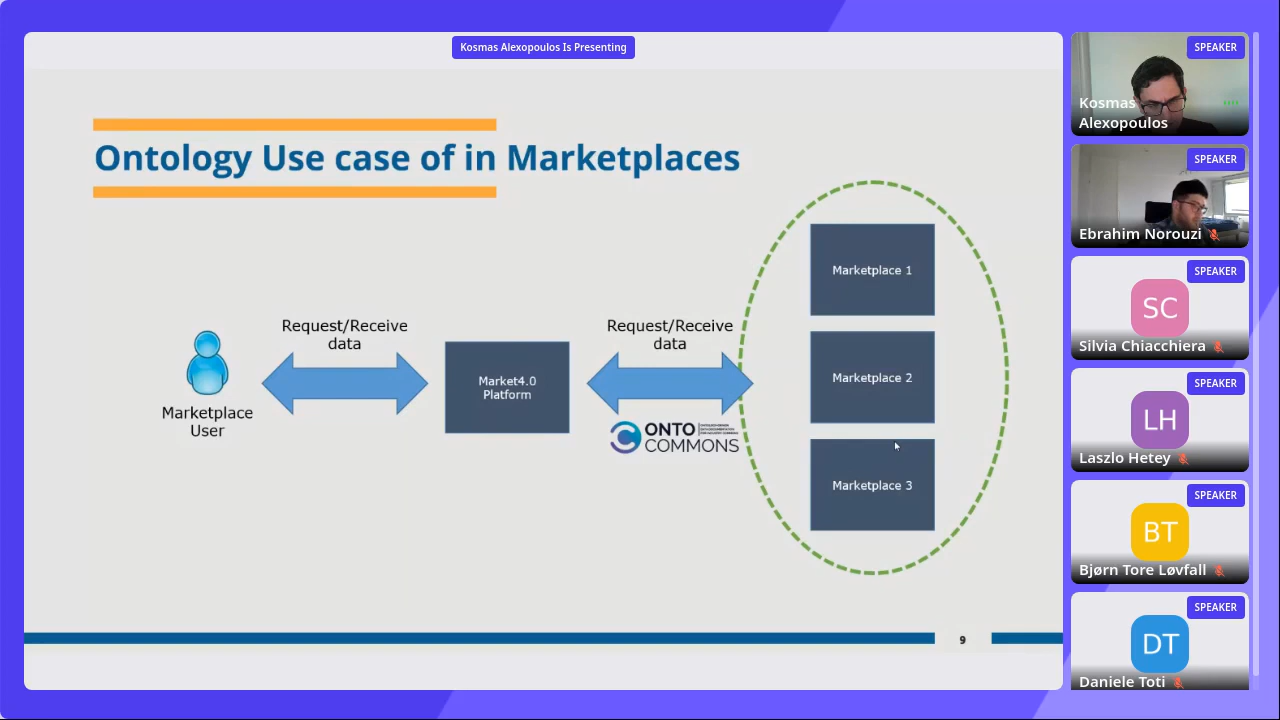 Kosmas Alexopoulos Is Presenting
Ontology Use case of in Marketplaces
Marketplace 1
Request/Receive
data
Request/Receive
data
Market4.0
Platform
Marketplace 2
Marketplace
User
ONTO
COMMONS
Marketplace 3
9
SPEAKER
Kosmas
Alexopoulos
SPEAKER
Ebrahim Norouzi
SPEAKER
SC
Silvia Chiacchiera
SPEAKER
LH
Laszlo Hetey
SPEAKER
BT
Bjørn Tore Løvfall
SPEAKER
DT
Daniele Toti